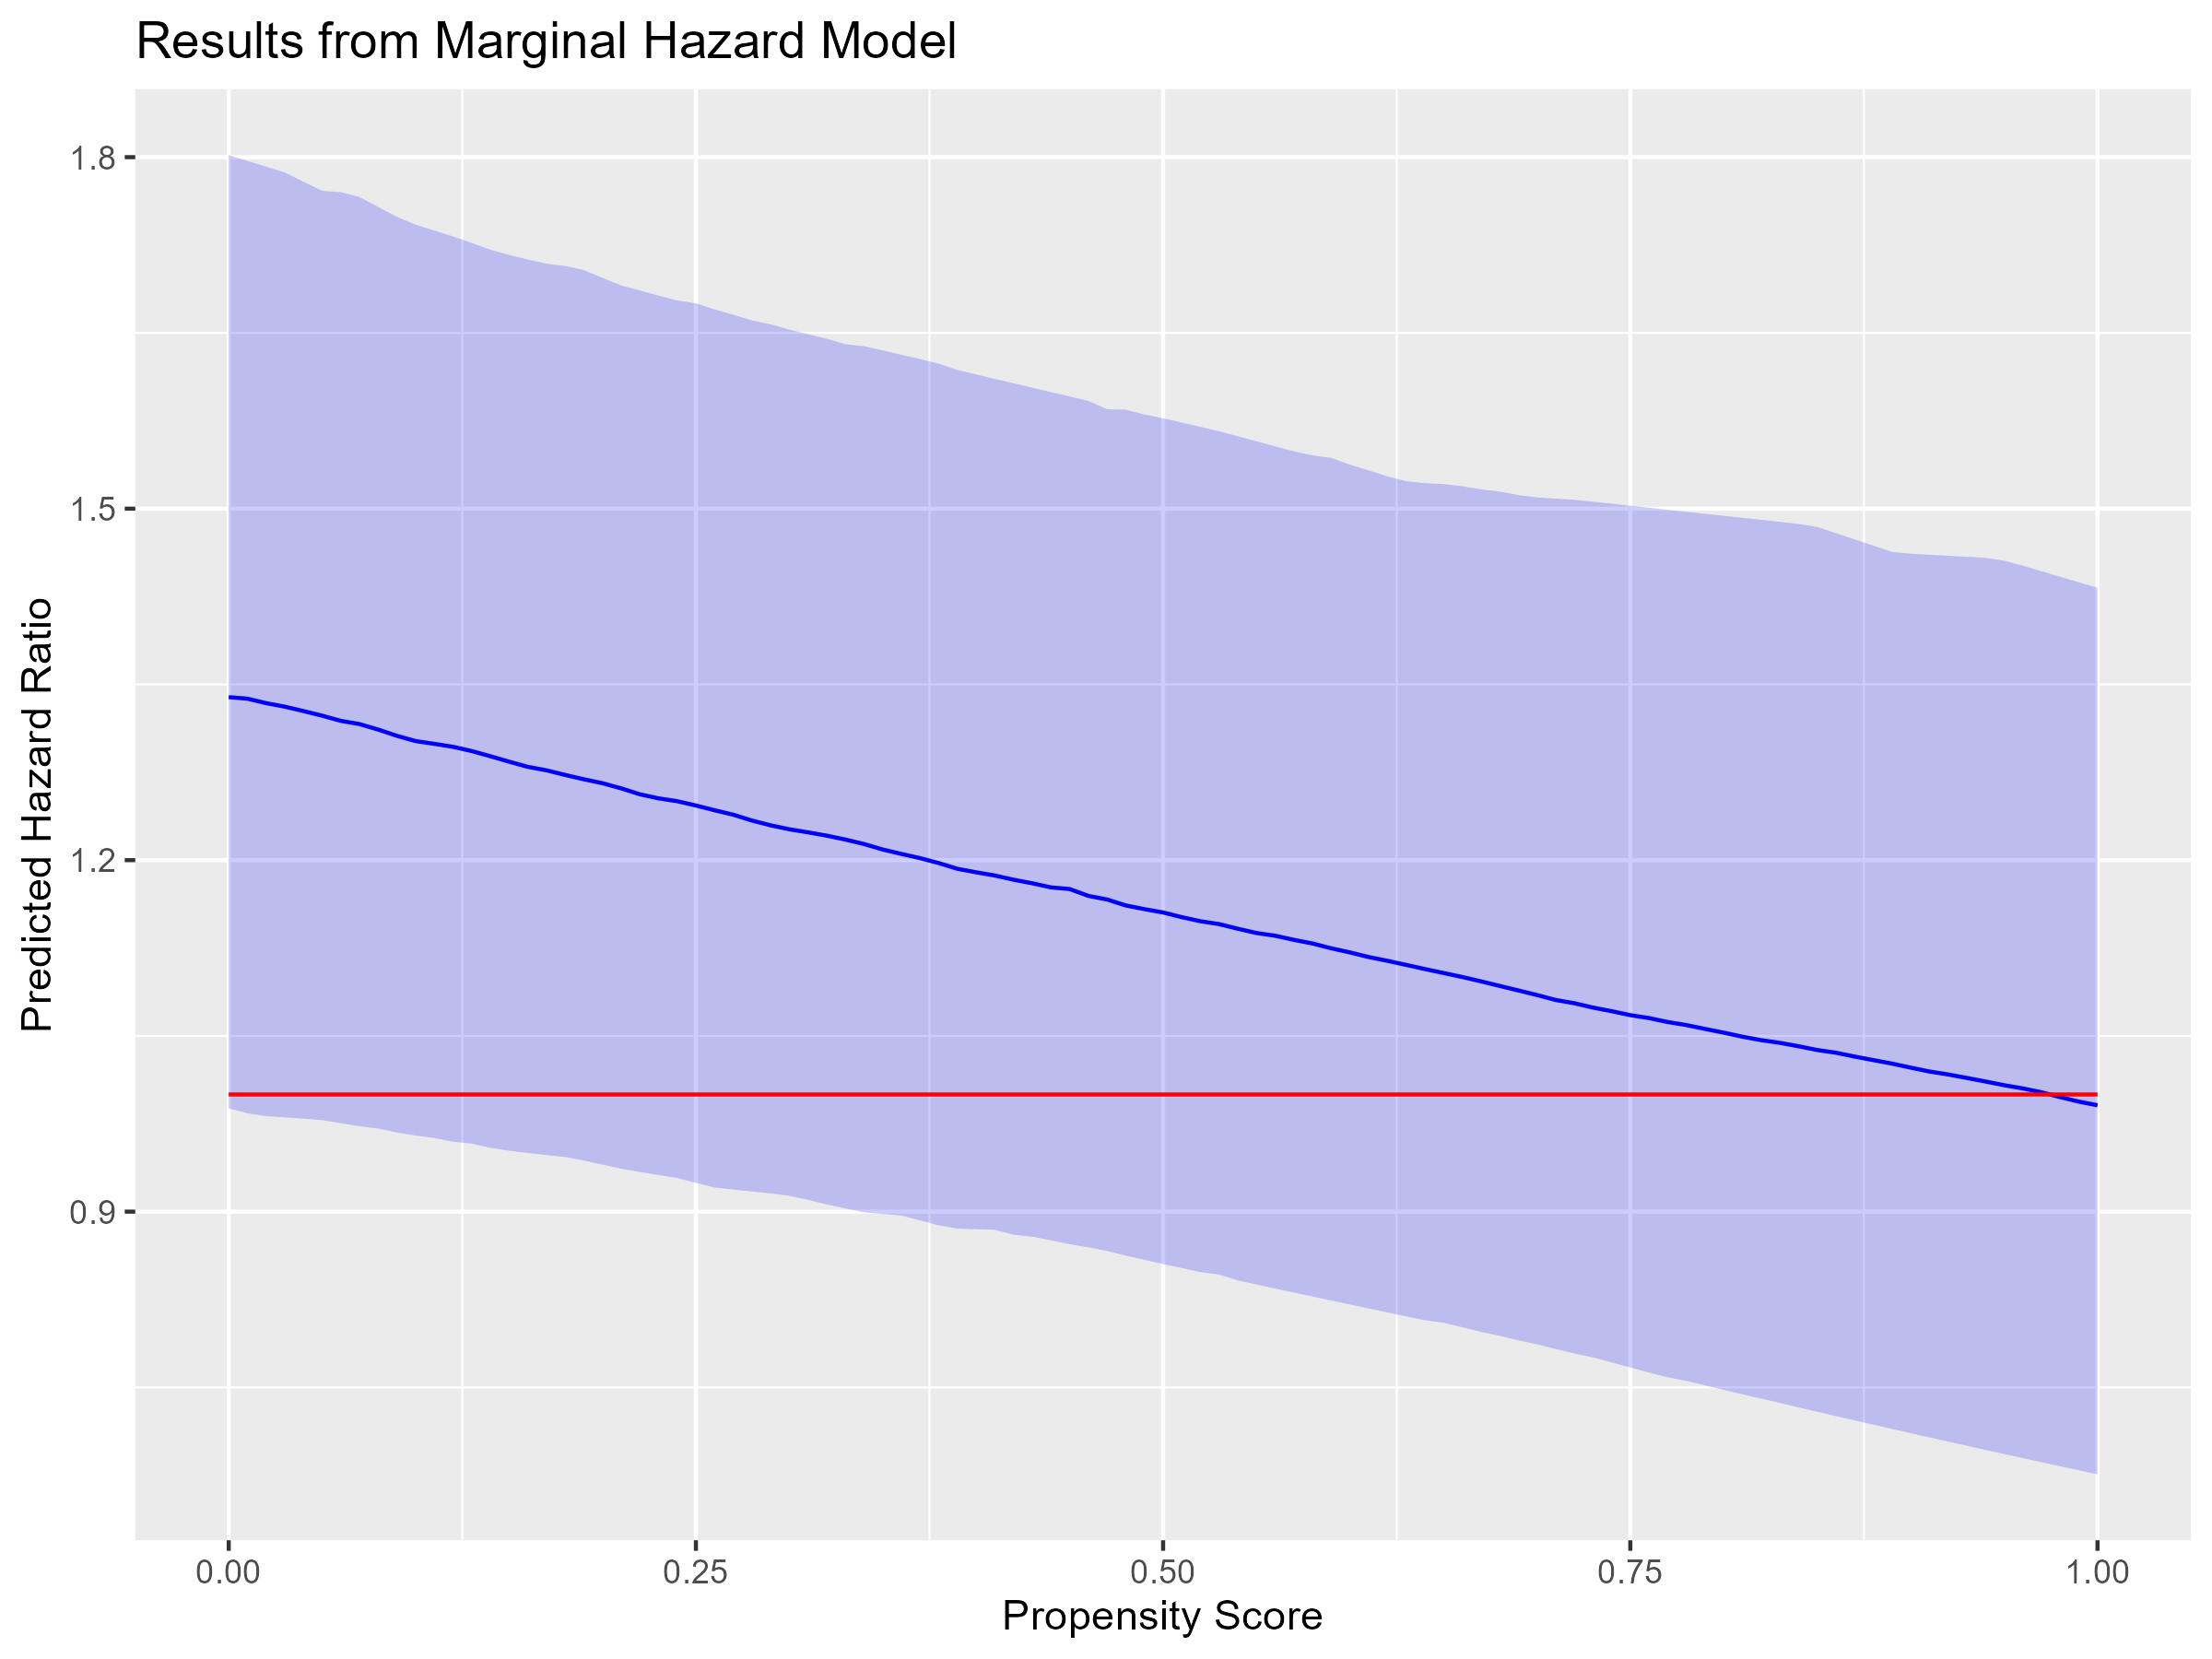 Results from Marginal Hazard Model
Predicted Hazard Ratio
1.8
1.5
1.2
0.9
0.00 0.25 0.50 0.75 1.00
Propensity Score